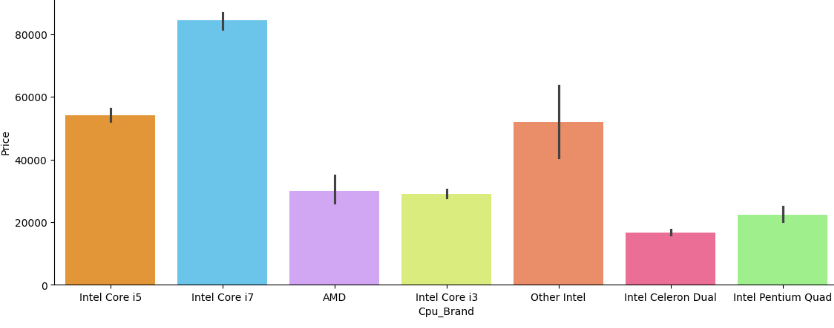 80000
60000
40000
20000
0
Price
Intel Core i5 Intel Core i7 AMD Intel Core i3 Other Intel Intel Celeron Dual Intel Pentium Quad
Cpu_Brand